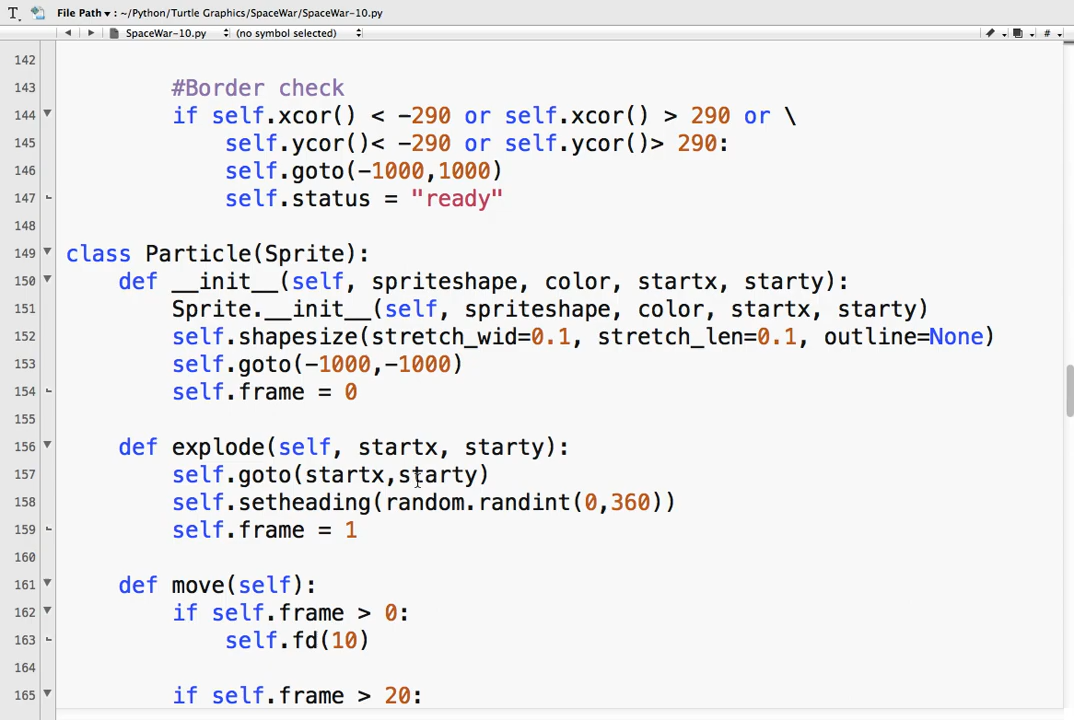 File Path ▾ : ~/Python/Turtle Graphics/SpaceWar/SpaceWar-10.py
SpaceWar-10.py (no symbol selected) #
142
143 #Border check
144 if self.xcor() < -290 or self.xcor() > 290 or \
145 self.ycor()< -290 or self.ycor()> 290:
146 self.goto(-1000,1000)
147 self.status = "ready"
148
149 class Particle(Sprite):
150 def __init__(self, spriteshape, color, startx, starty):
151 Sprite.__init__(self, spriteshape, color, startx, starty)
152 self.shapesize(stretch_wid=0.1, stretch_len=0.1, outline=None)
153 self.goto(-1000,-1000)
154 self.frame = 0
155
156 def explode(self, startx, starty):
157 self.goto(startx,starty)
158 self.setheading(random.randint(0,360))
159 self.frame = 1
160
161 def move(self):
162 if self.frame > 0:
163 self.fd(10)
164
165 if self.frame > 20: